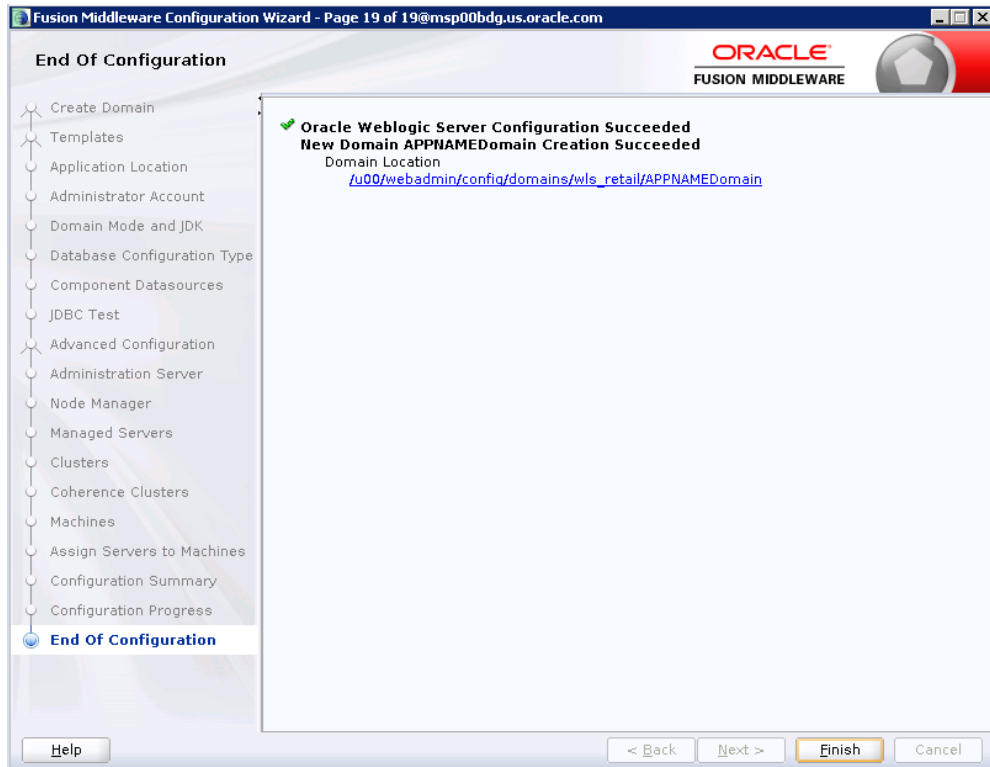 Fusion Middleware Configuration Wizard - Page 19 of 19@msp00bdg.us.oracle.com
End Of Configuration
ORACLE
FUSION MIDDLEWARE
Create Domain
Templates
Application Location
Administrator Account
Domain Mode and JDK
Database Configuration Type
Component Datasources
JDBC Test
Advanced Configuration
Administration Server
Node Manager
Managed Servers
Clusters
Coherence Clusters
Machines
Assign Servers to Machines
Configuration Summary
Configuration Progress
End Of Configuration
Oracle Weblogic Server Configuration Succeeded
New Domain APPNAMEDomain Creation Succeeded
Domain Location
/u00/webadmin/config/domains/wls_retail/APPNAMEDomain
Help
< Back
Next >
Finish
Cancel